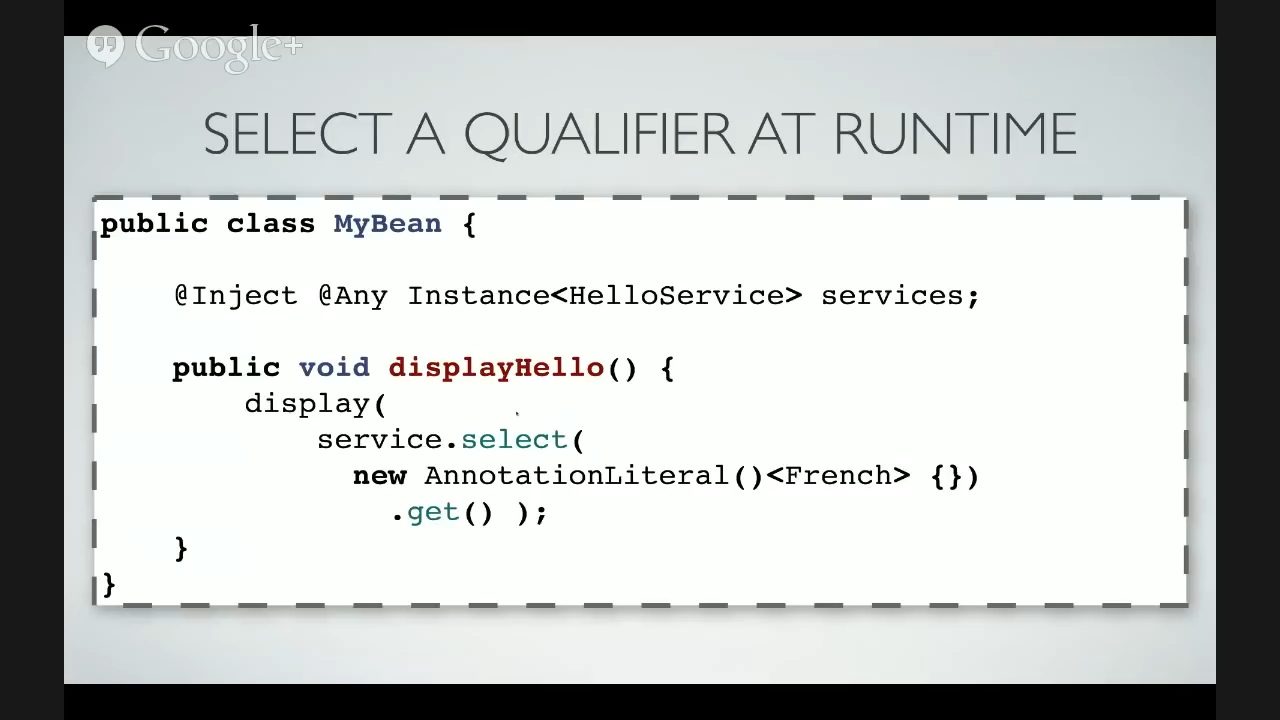 Google+
SELECT A QUALIFIER AT RUNTIME
public class MyBean {
@Inject @Any Instance<HelloService> services;
public void displayHello() {
display(
service.select(
new AnnotationLiteral()<French> {})
.get() );
}
}